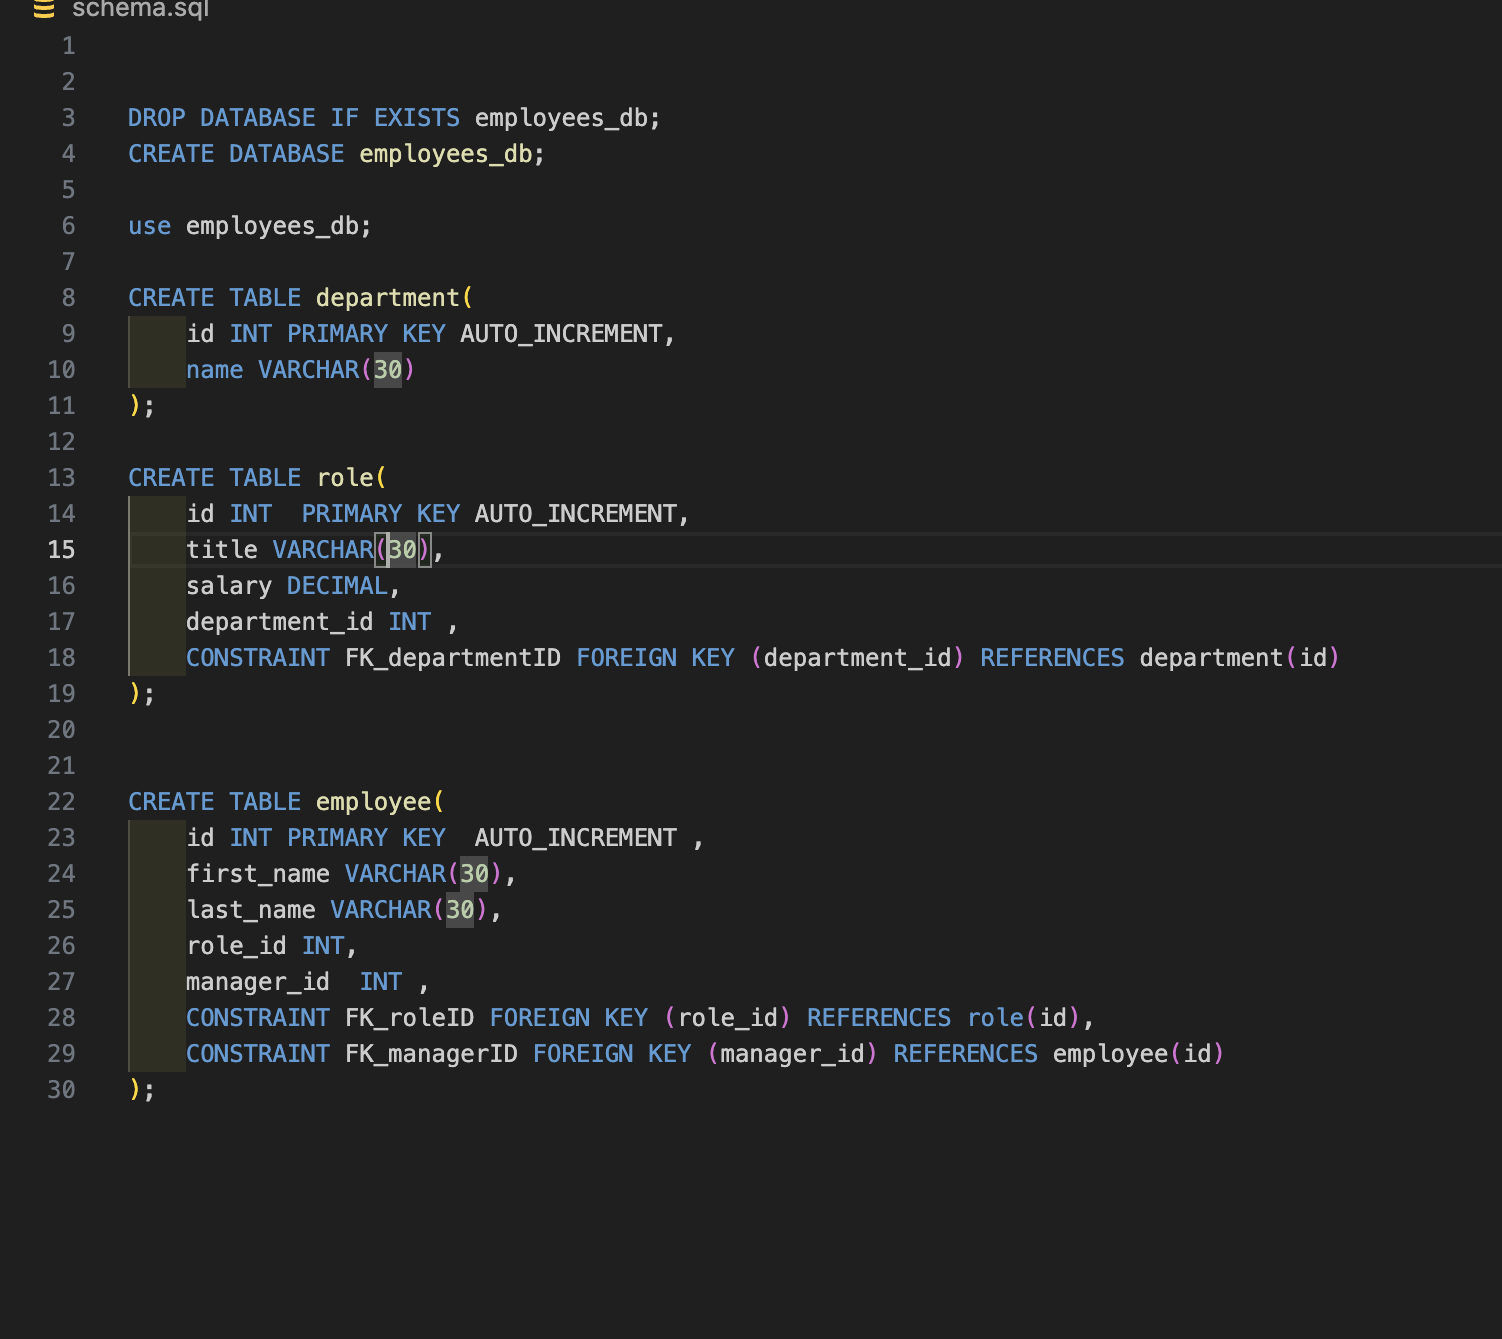 schema.sql
1
2
3 DROP DATABASE IF EXISTS employees_db;
4 CREATE DATABASE employees_db;
5
6 use employees_db;
7
8 CREATE TABLE department(
9     id INT PRIMARY KEY AUTO_INCREMENT,
10     name VARCHAR(30)
11 );
12
13 CREATE TABLE role(
14     id INT  PRIMARY KEY AUTO_INCREMENT,
15     title VARCHAR(30),
16     salary DECIMAL,
17     department_id INT ,
18     CONSTRAINT FK_departmentID FOREIGN KEY (department_id) REFERENCES department(id)
19 );
20
21
22 CREATE TABLE employee(
23     id INT PRIMARY KEY  AUTO_INCREMENT ,
24     first_name VARCHAR(30),
25     last_name VARCHAR(30),
26     role_id INT,
27     manager_id  INT ,
28     CONSTRAINT FK_roleID FOREIGN KEY (role_id) REFERENCES role(id),
29     CONSTRAINT FK_managerID FOREIGN KEY (manager_id) REFERENCES employee(id)
30 );